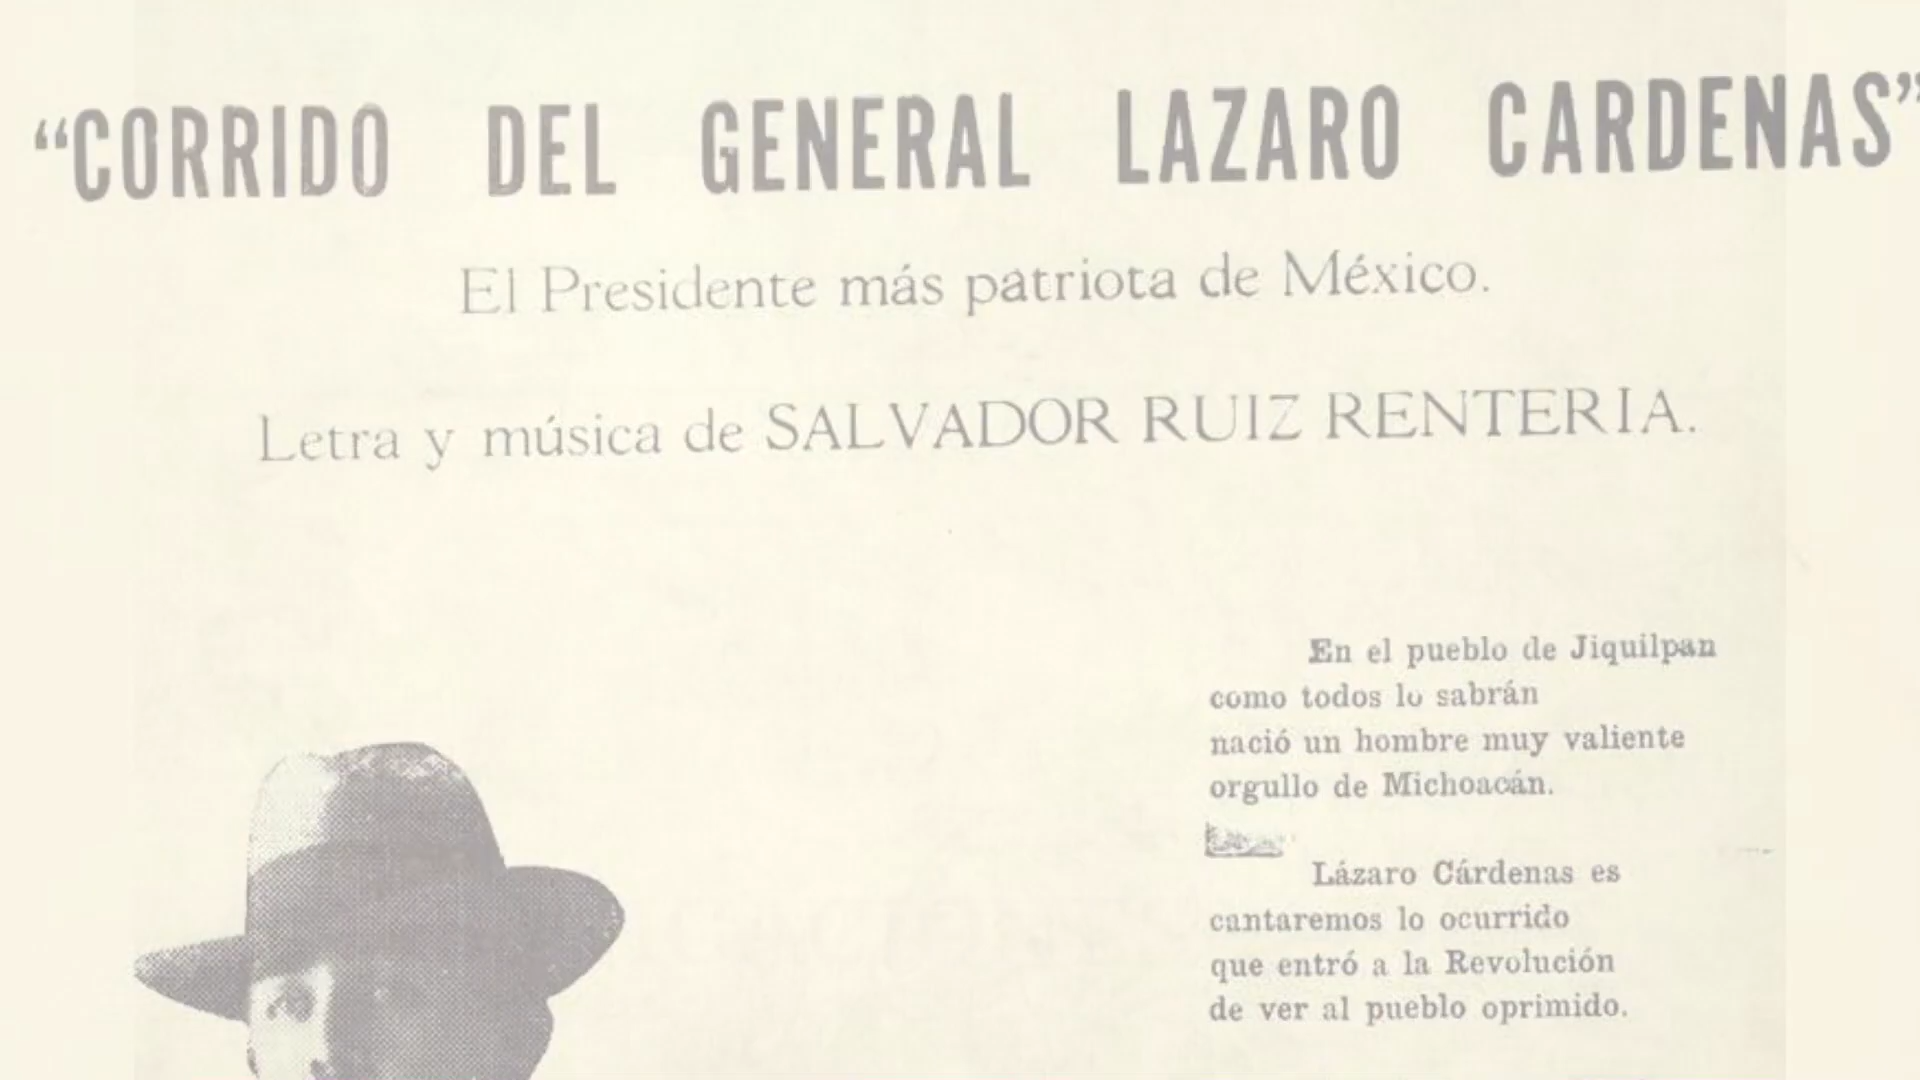 “CORRIDO DEL GENERAL LAZARO CARDENAS”
El Presidente más patriota de México.
Letra y música de SALVADOR RUIZ RENTERIA.
En el pueblo de Jiquilpan
como todos lo sabrán
nació un hombre muy valiente
orgullo de Michoacán.
Lázaro Cárdenas es
cantaremos lo ocurrido
que entró a la Revolución
de ver al pueblo oprimido.